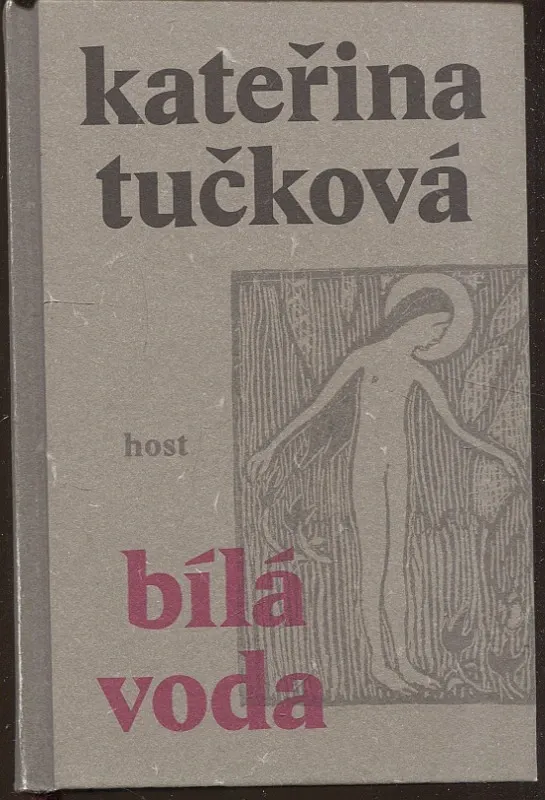 kateřina
tučková
host
bílá
voda